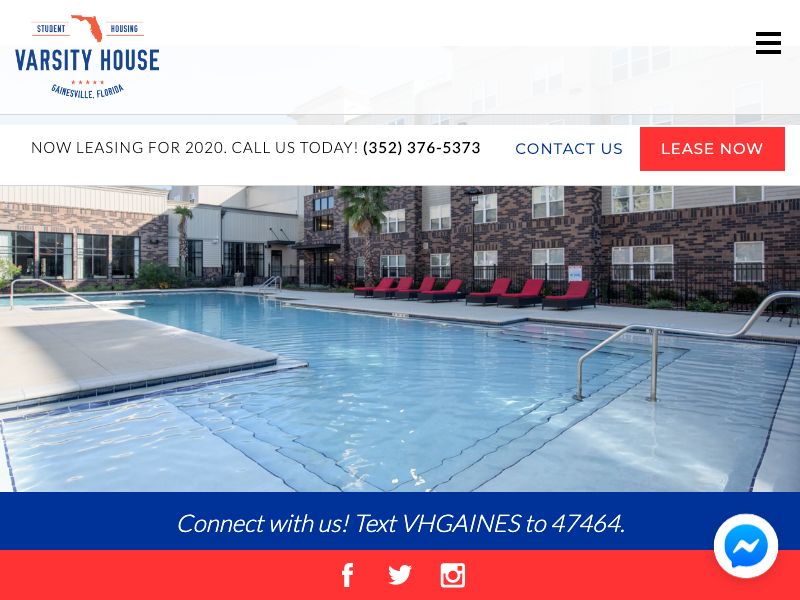 STUDENT HOUSING
VARSITY HOUSE
GAINESVILLE, FLORIDA
NOW LEASING FOR 2020. CALL US TODAY! (352) 376-5373
CONTACT US
LEASE NOW
Connect with us! Text VHGAINES to 47464.